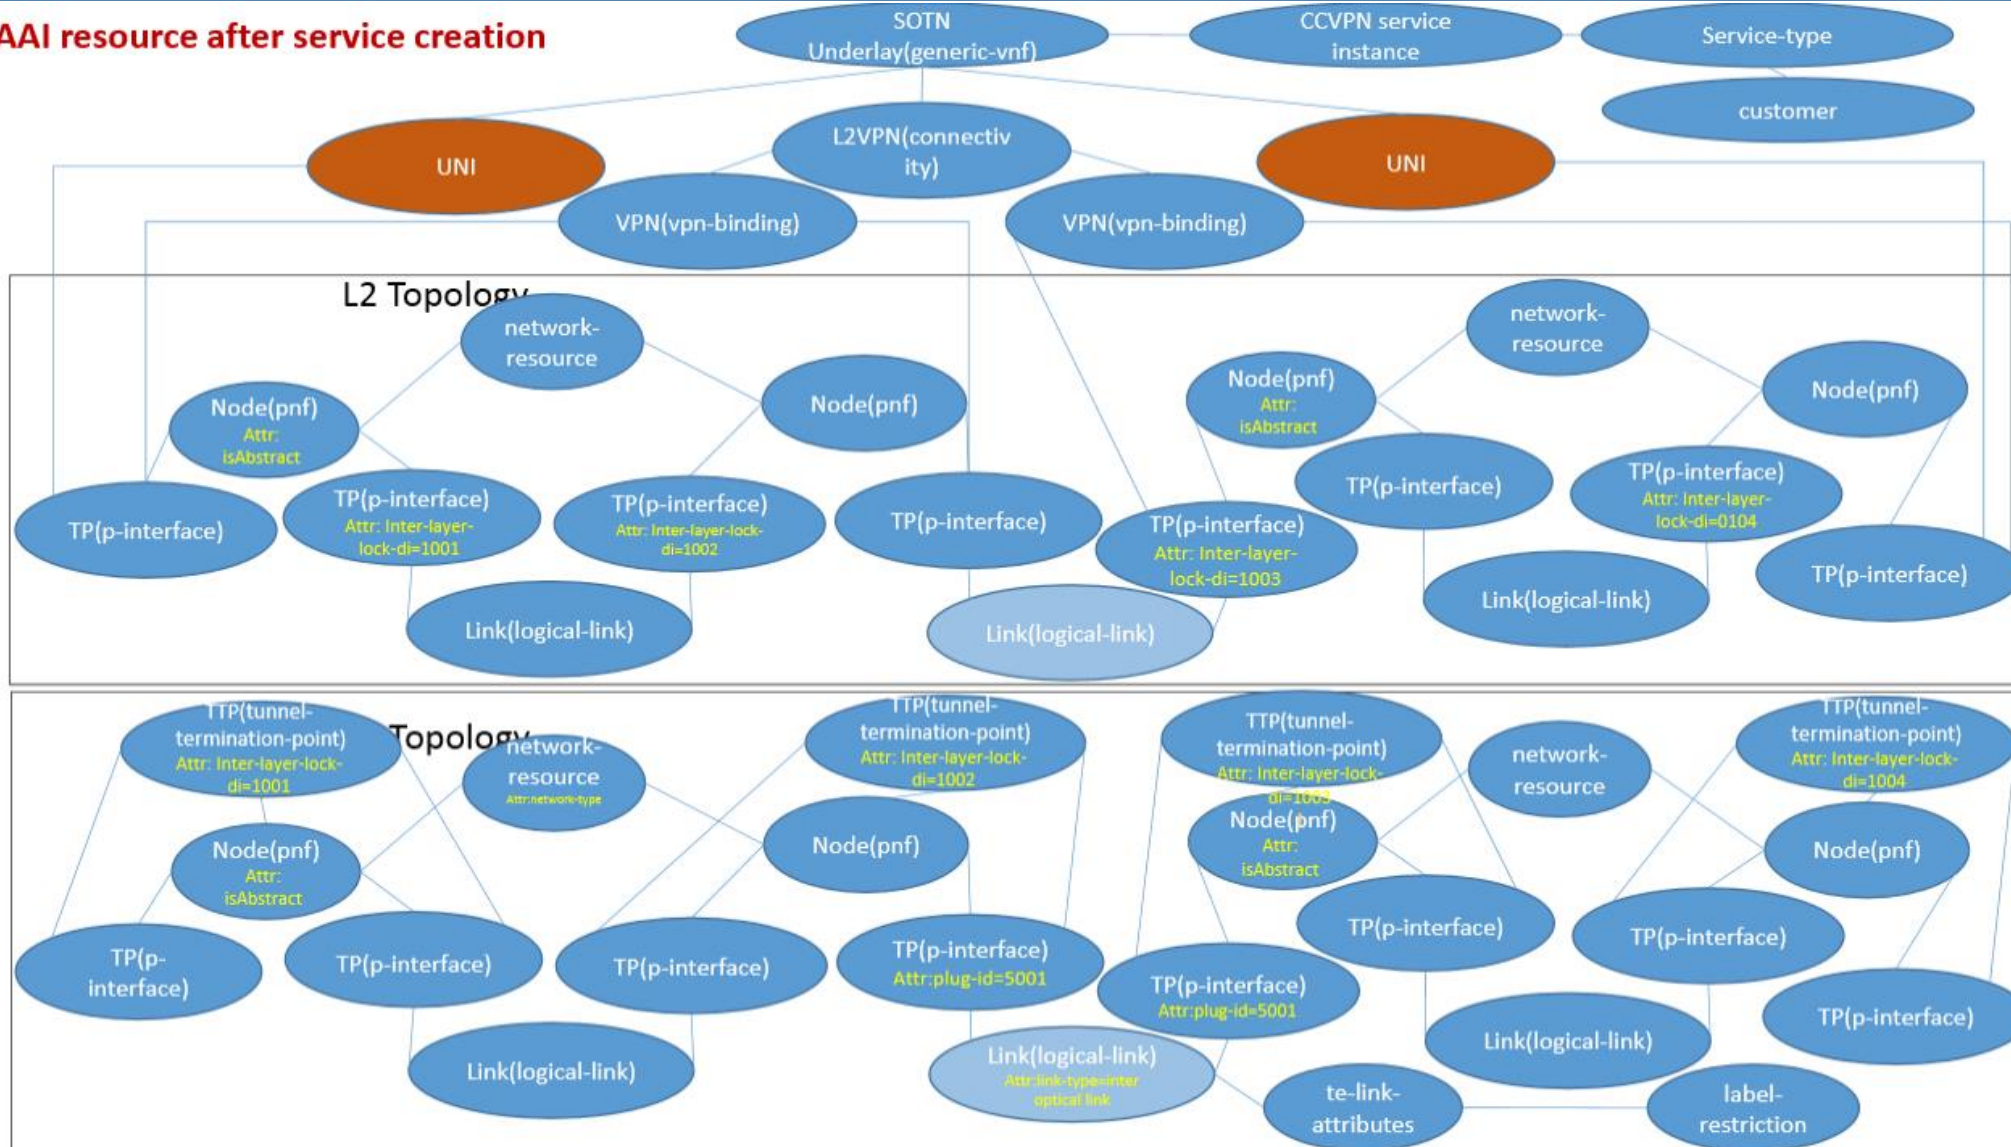 AAI resource after service creation
SOTN
Underlay(generic-vnf)
CCVPN service
instance
Service-type
customer
UNI
L2VPN(connectiv
ity)
UNI
VPN(vpn-binding)
VPN(vpn-binding)
L2 Topology
network-
resource
network-
resource
Node(pnf)
Attr:
isAbstract
Node(pnf)
Node(pnf)
Attr:
isAbstract
Node(pnf)
TP(p-interface)
TP(p-interface)
Attr: Inter-layer-
lock-di=1001
TP(p-interface)
Attr: Inter-layer-lock-
di=1002
TP(p-interface)
TP(p-interface)
Attr: Inter-layer-
lock-di=1003
TP(p-interface)
TP(p-interface)
Attr: Inter-layer-
lock-di=0104
TP(p-interface)
Link(logical-link)
Link(logical-link)
Link(logical-link)
TTP(tunnel-
termination-point)
Attr: Inter-layer-lock-
di=1001
Topology
network-
resource
Attr:network-type
TTP(tunnel-
termination-point)
Attr: Inter-layer-lock-
di=1002
TTP(tunnel-
termination-point)
Attr: Inter-layer-lock-
di=1003
network-
resource
TTP(tunnel-
termination-point)
Attr: Inter-layer-lock-
di=1004
Node(pnf)
Attr:
isAbstract
Node(pnf)
Node(pnf)
Attr:
isAbstract
Node(pnf)
TP(p-
interface)
TP(p-interface)
TP(p-interface)
TP(p-interface)
Attr:plug-id=5001
TP(p-interface)
Attr:plug-id=5001
TP(p-interface)
TP(p-interface)
TP(p-interface)
Link(logical-link)
Link(logical-link)
Attr:link-type=inter
optical link
Link(logical-link)
te-link-
attributes
label-
restriction